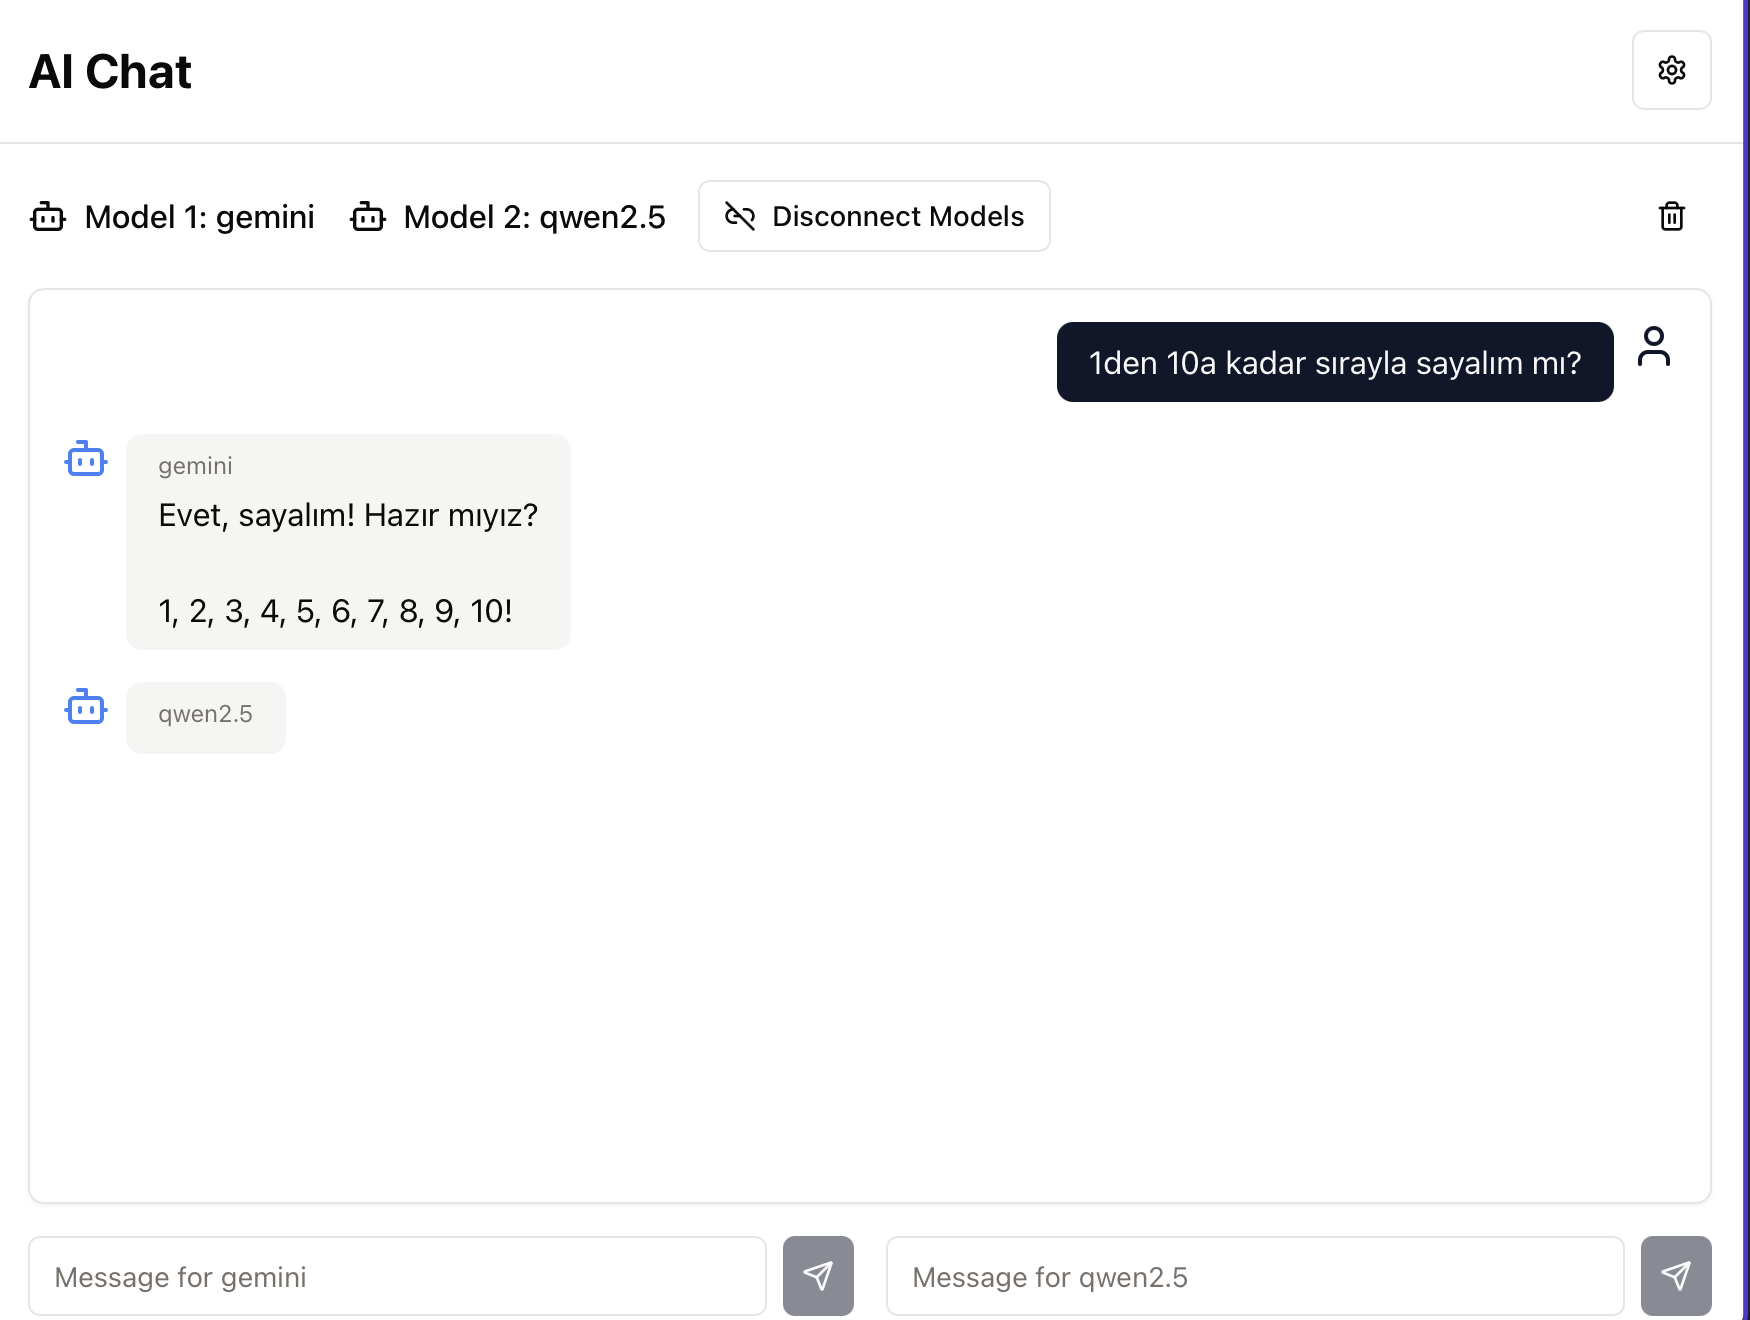 AI Chat
Model 1: gemini
Model 2: qwen2.5
Disconnect Models
1den 10a kadar sırayla sayalım mı?
gemini
Evet, sayalım! Hazır mıyız?
1, 2, 3, 4, 5, 6, 7, 8, 9, 10!
qwen2.5
Message for gemini
Message for qwen2.5